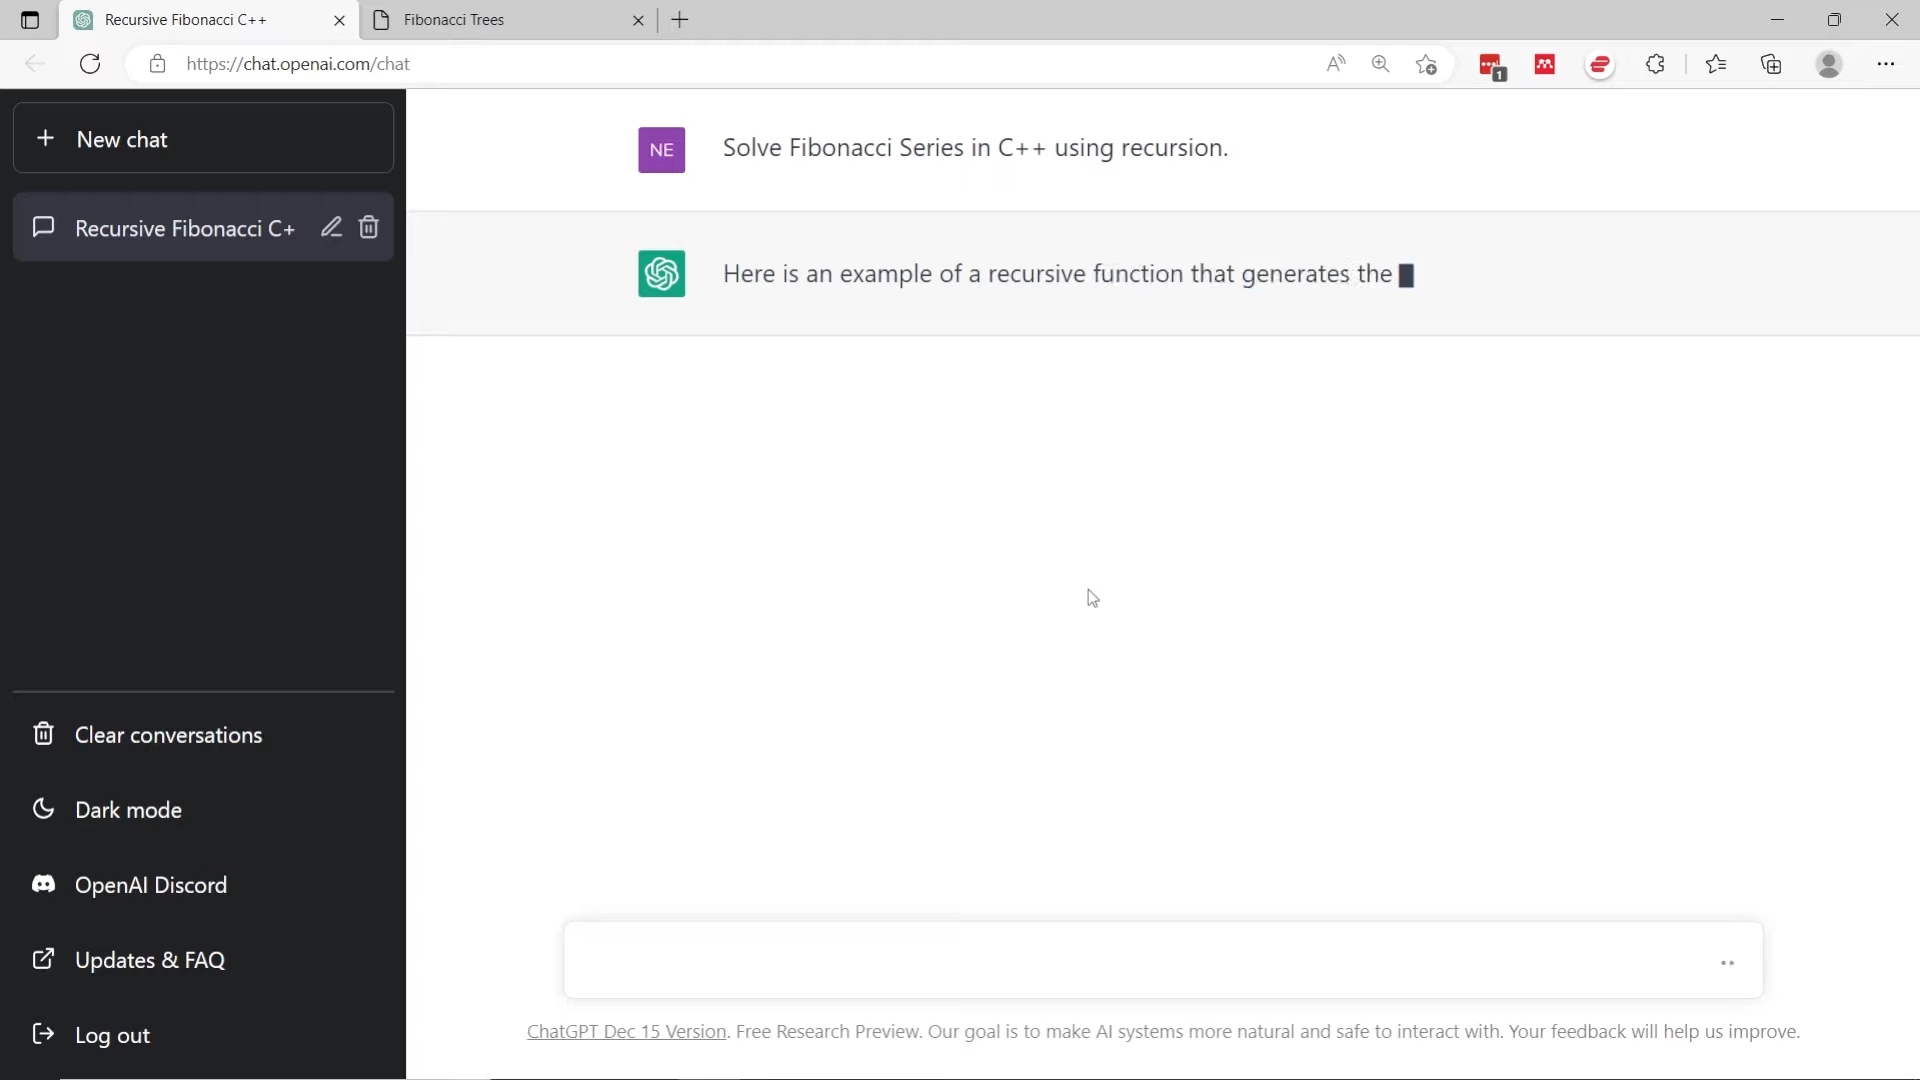 Recursive Fibonacci C++
Fibonacci Trees
https://chat.openai.com/chat
1
New chat
NE
Solve Fibonacci Series in C++ using recursion.
Recursive Fibonacci C+
Here is an example of a recursive function that generates the
Clear conversations
Dark mode
OpenAI Discord
Updates & FAQ
Log out
ChatGPT Dec 15 Version. Free Research Preview. Our goal is to make AI systems more natural and safe to interact with. Your feedback will help us improve.